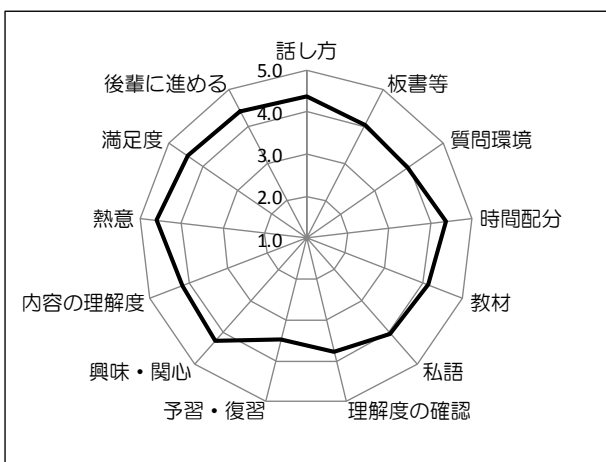 話し方
板書等
質問環境
時間配分
教材
私語
理解度の確認
予習・復習
興味・関心
内容の理解度
熱意
満足度
後輩に進める
5.0
4.0
3.0
2.0
1.0